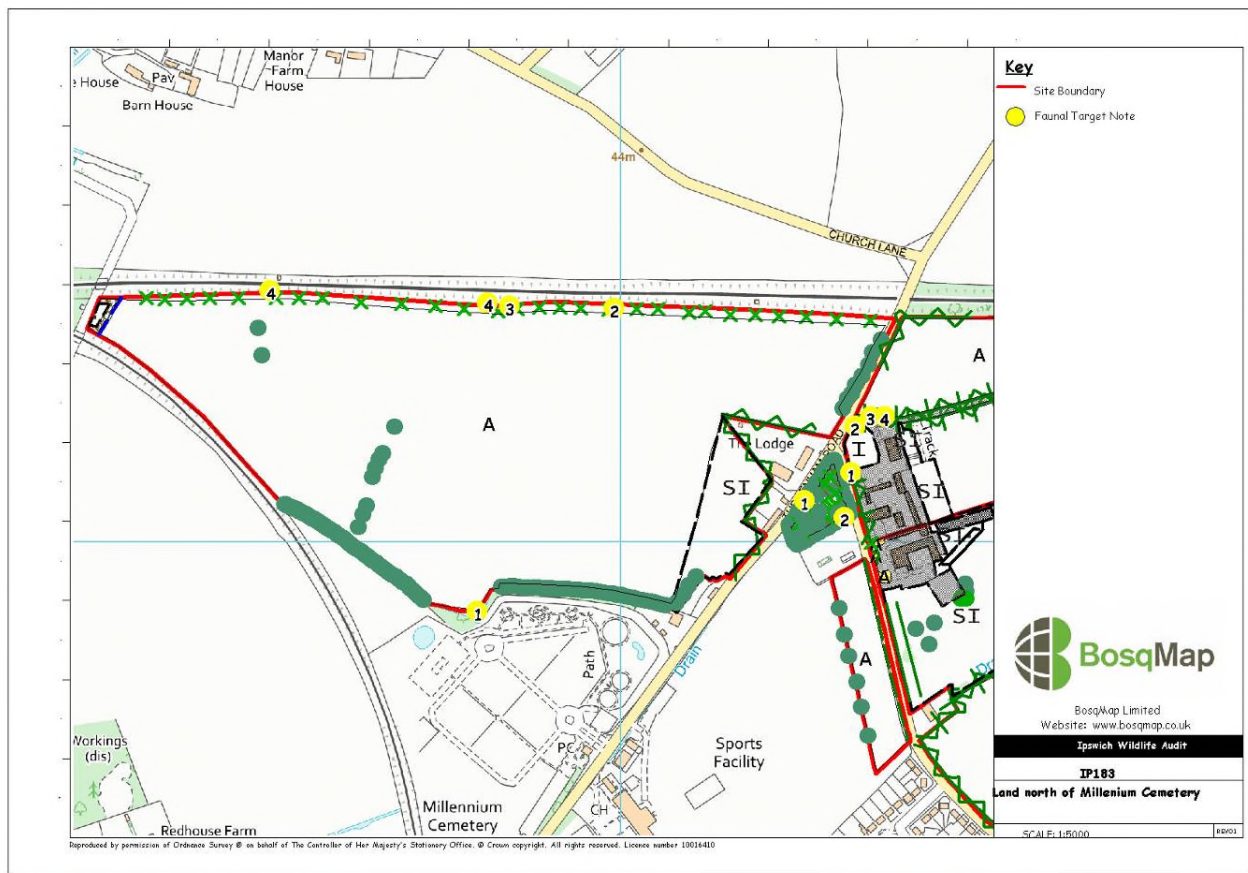 Manor
Farm
House
e House
Pav
Barn House
44m
CHURCH LANE
4
4
3
2
A
A
The Lodge
SI
2
3
4
Track
I
1
1
2
SI
SI
A
SI
A
1
Path
Drain
PC
CH
Sports
Facility
Workings
(dis)
Millennium
Cemetery
Redhouse Farm
Key
Site Boundary
Faunal Target Note
BosqMap
BosqMap Limited
Website: www.bosqmap.co.uk
Ipswich Wildlife Audit
IP183
Land north of Millenium Cemetery
SCALE: 1:5000
REV01
Reproduced by permission of Ordnance Survey ® on behalf of The Controller of Her Majesty's Stationery Office. © Crown copyright. All rights reserved. Licence number 10016410